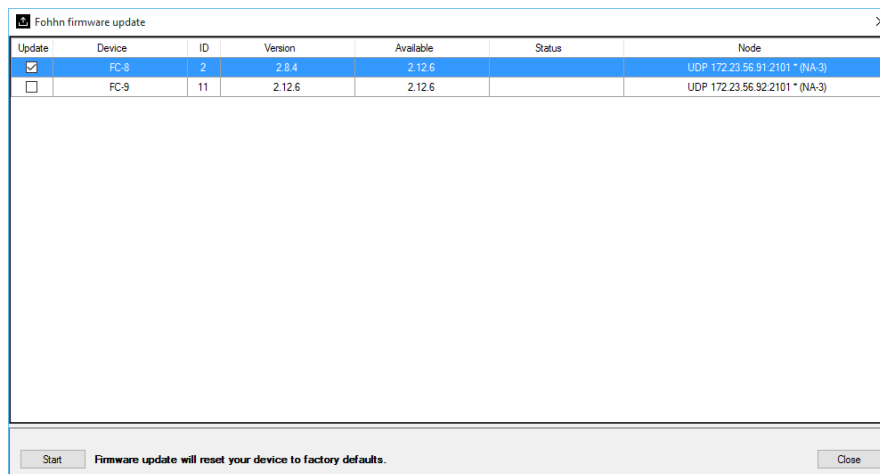 Fohhn firmware update
Update Device ID Version Available Status Node
FC-8 2 2.8.4 2.12.6 UDP 172.23.56.91:2101 * (NA-3)
FC-9 11 2.12.6 2.12.6 UDP 172.23.56.92:2101 * (NA-3)
Start Firmware update will reset your device to factory defaults. Close